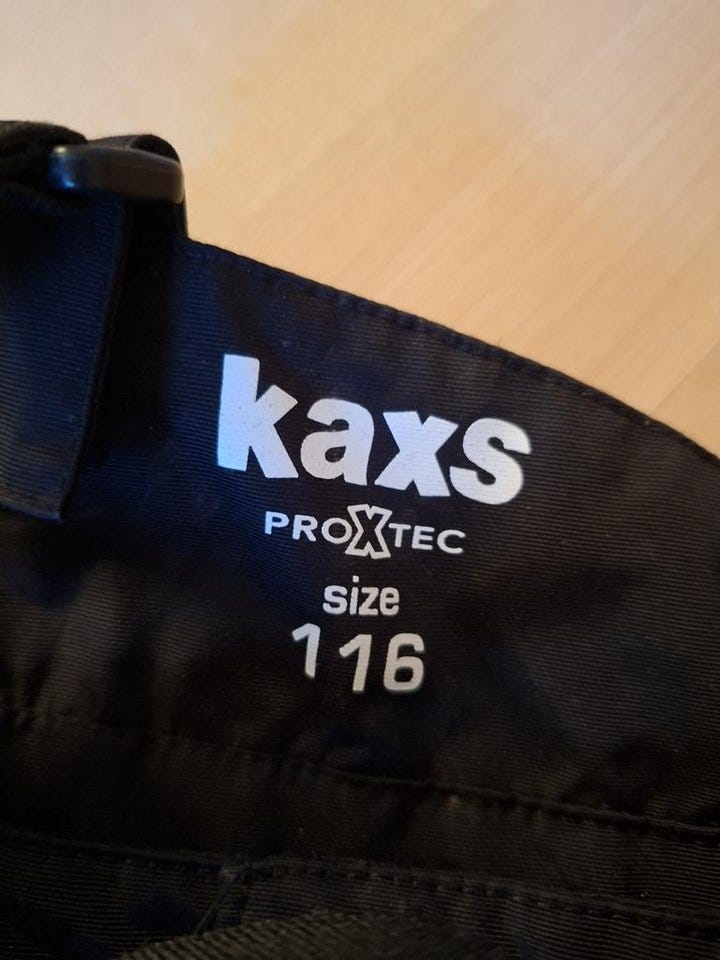 kaxs
PROXTEC
size
116